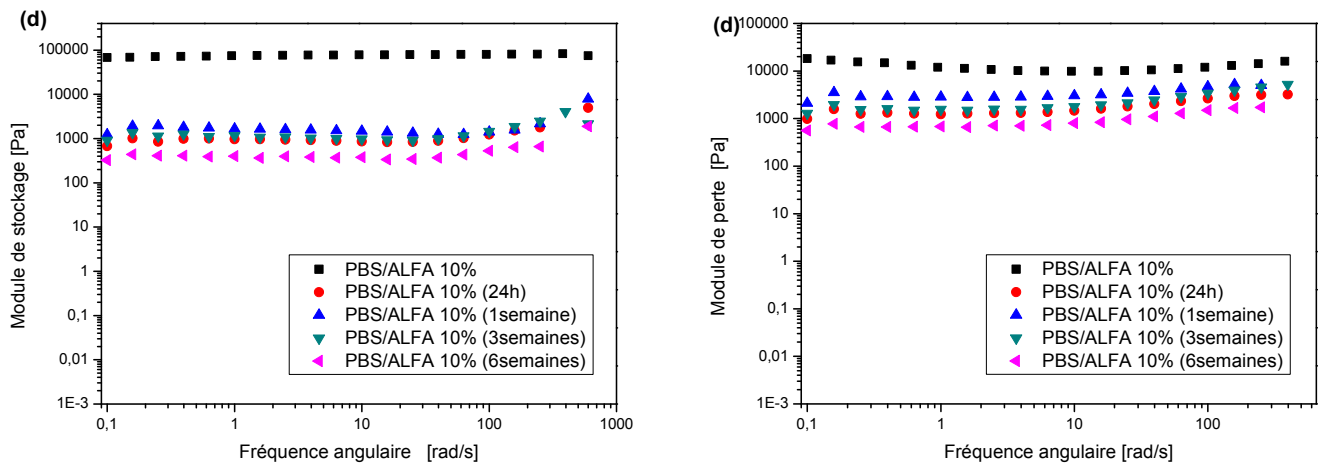 (d)
Module de stockage [Pa]
100000
10000
1000
100
10
1
0,1
0,01
1E-3
0,1
1
10
100
1000
Fréquence angulaire [rad/s]
PBS/ALFA 10%
PBS/ALFA 10% (24h)
PBS/ALFA 10% (1semaine)
PBS/ALFA 10% (3semaines)
PBS/ALFA 10% (6semaines)
(d)
Module de perte [Pa]
100000
10000
1000
100
10
1
0,1
0,01
1E-3
0,1
1
10
100
Fréquence angulaire [rad/s]
PBS/ALFA 10%
PBS/ALFA 10% (24h)
PBS/ALFA 10% (1semaine)
PBS/ALFA 10% (3semaines)
PBS/ALFA 10% (6semaines)